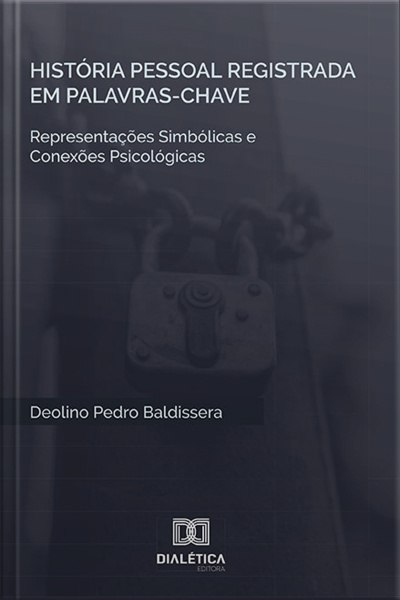 HISTÓRIA PESSOAL REGISTRADA
EM PALAVRAS-CHAVE
Representações Simbólicas e
Conexões Psicológicas
Deolino Pedro Baldissera
DIALÉTICA
EDITORA